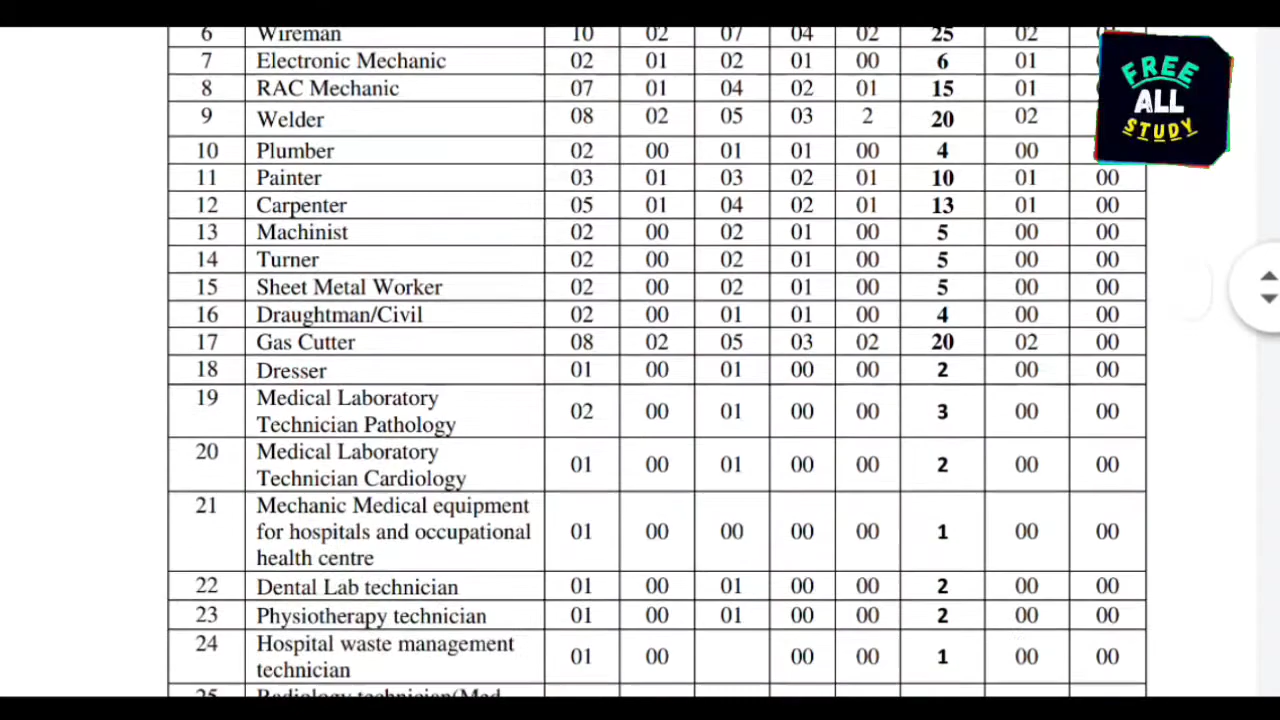 6 Wireman 10 02 07 04 02 25 02
7 Electronic Mechanic 02 01 02 01 00 6 01
8 RAC Mechanic 07 01 04 02 01 15 01
9 Welder 08 02 05 03 2 20 02
10 Plumber 02 00 01 01 00 4 00
11 Painter 03 01 03 02 01 10 01 00
12 Carpenter 05 01 04 02 01 13 01 00
13 Machinist 02 00 02 01 00 5 00 00
14 Turner 02 00 02 01 00 5 00 00
15 Sheet Metal Worker 02 00 02 01 00 5 00 00
16 Draughtman/Civil 02 00 01 01 00 4 00 00
17 Gas Cutter 08 02 05 03 02 20 02 00
18 Dresser 01 00 01 00 00 2 00 00
19 Medical Laboratory
Technician Pathology 02 00 01 00 00 3 00 00
20 Medical Laboratory
Technician Cardiology 01 00 01 00 00 2 00 00
21 Mechanic Medical equipment
for hospitals and occupational 01 00 00 00 00 1 00 00
health centre
22 Dental Lab technician 01 00 01 00 00 2 00 00
23 Physiotherapy technician 01 00 01 00 00 2 00 00
24 Hospital waste management
technician 01 00 00 00 1 00 00
25 Radiology technician(Med
FREE
ALL
STUDY